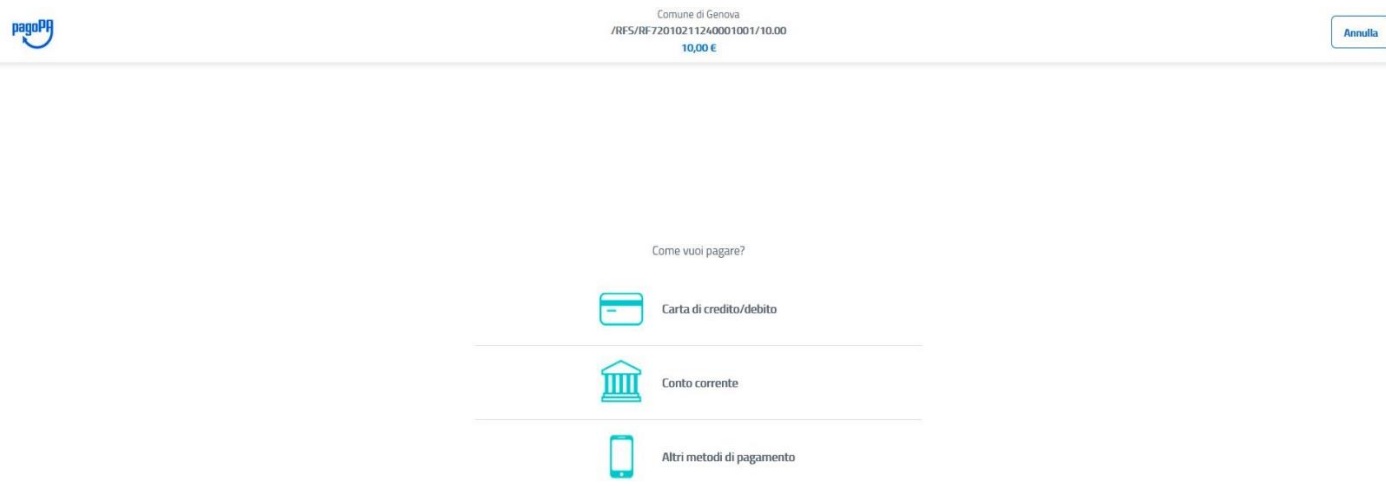 pagoPA
Comune di Genova
/RFS/RF72010211240001001/10.00
10,00 €
Annulla
Come vuoi pagare?
Carta di credito/debito
Conto corrente
Altri metodi di pagamento